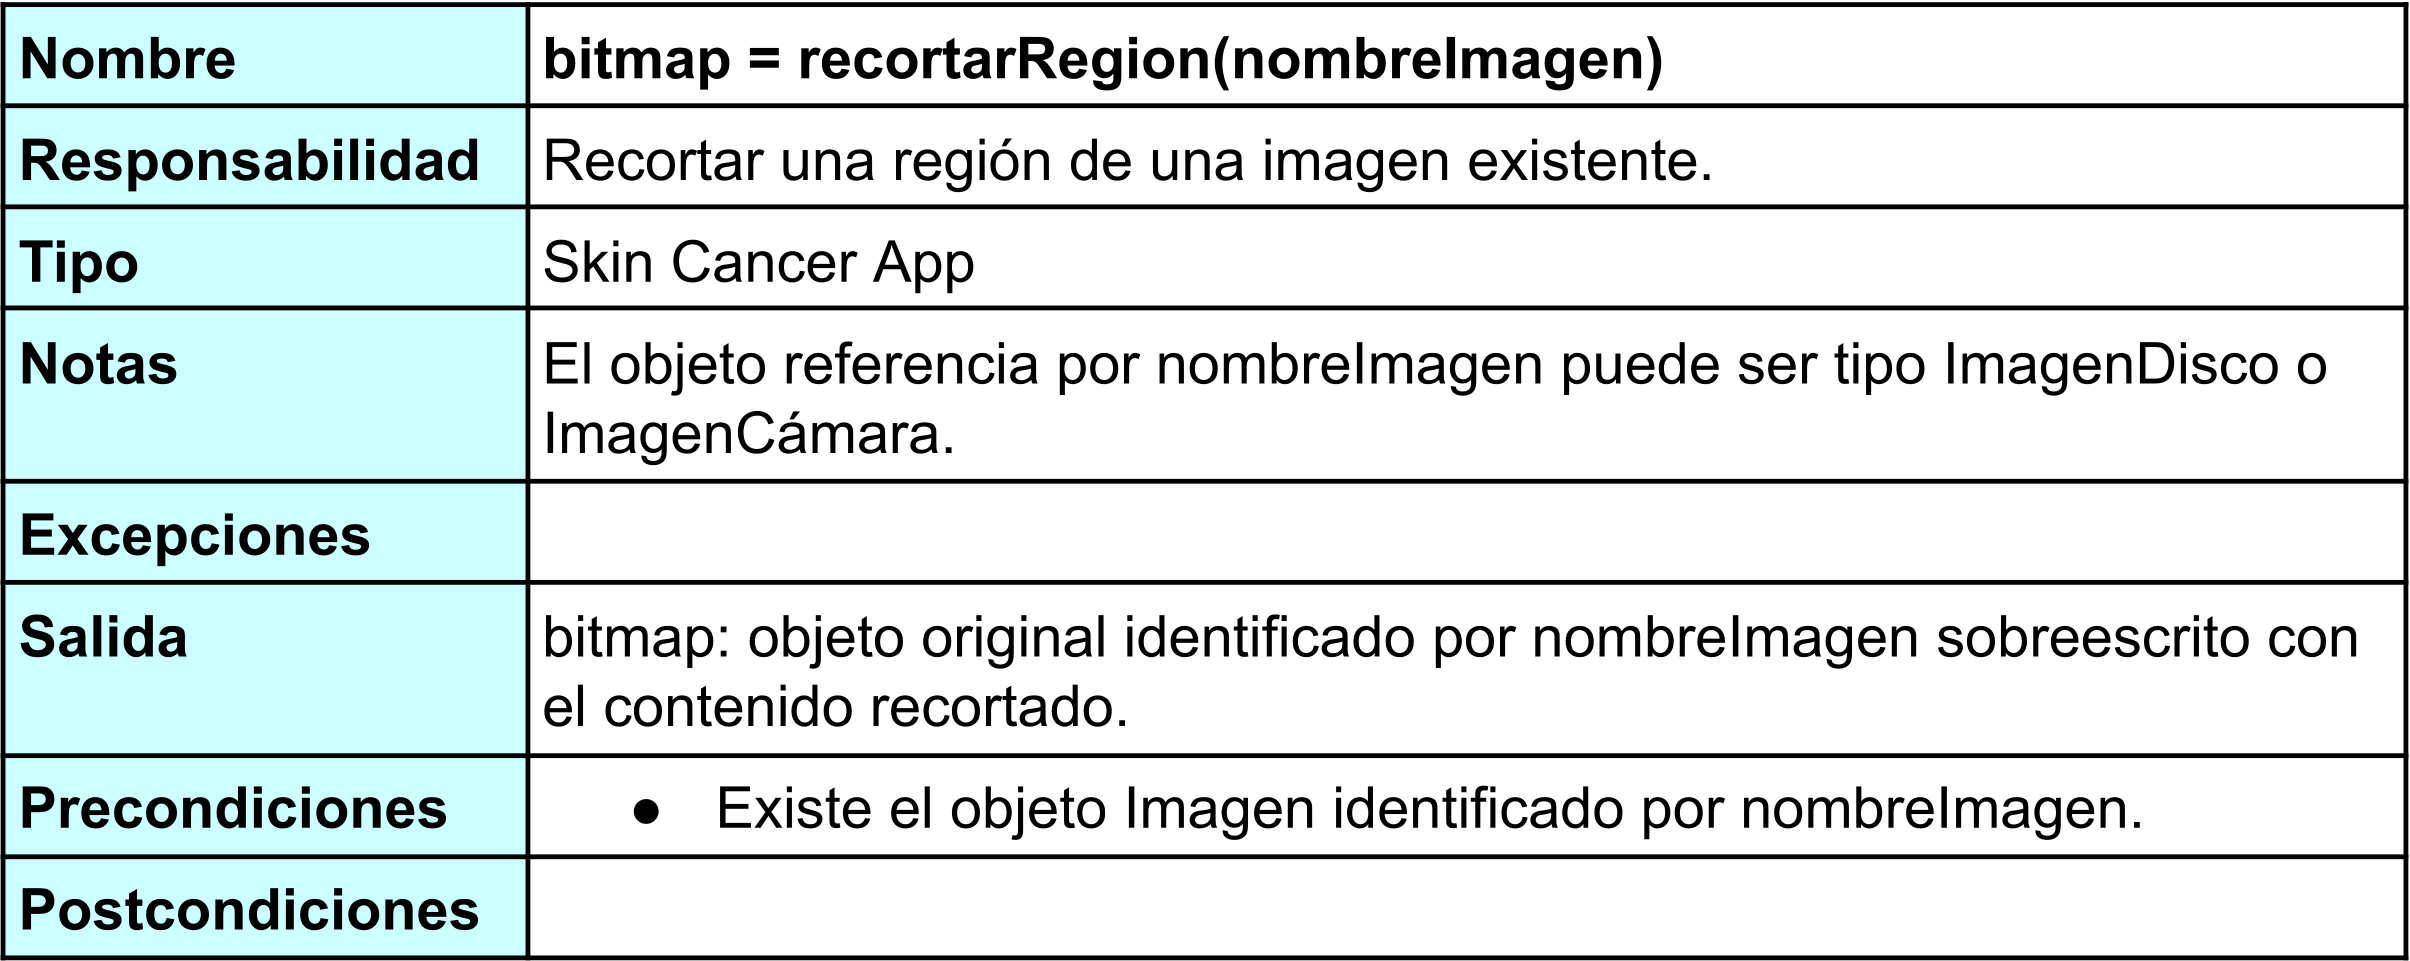 Nombre bitmap = recortarRegion(nombreImagen)
Responsabilidad Recortar una región de una imagen existente.
Tipo Skin Cancer App
Notas El objeto referencia por nombreImagen puede ser tipo ImagenDisco o
ImagenCámara.
Excepciones
Salida bitmap: objeto original identificado por nombreImagen sobreescrito con
el contenido recortado.
Precondiciones ● Existe el objeto Imagen identificado por nombreImagen.
Postcondiciones